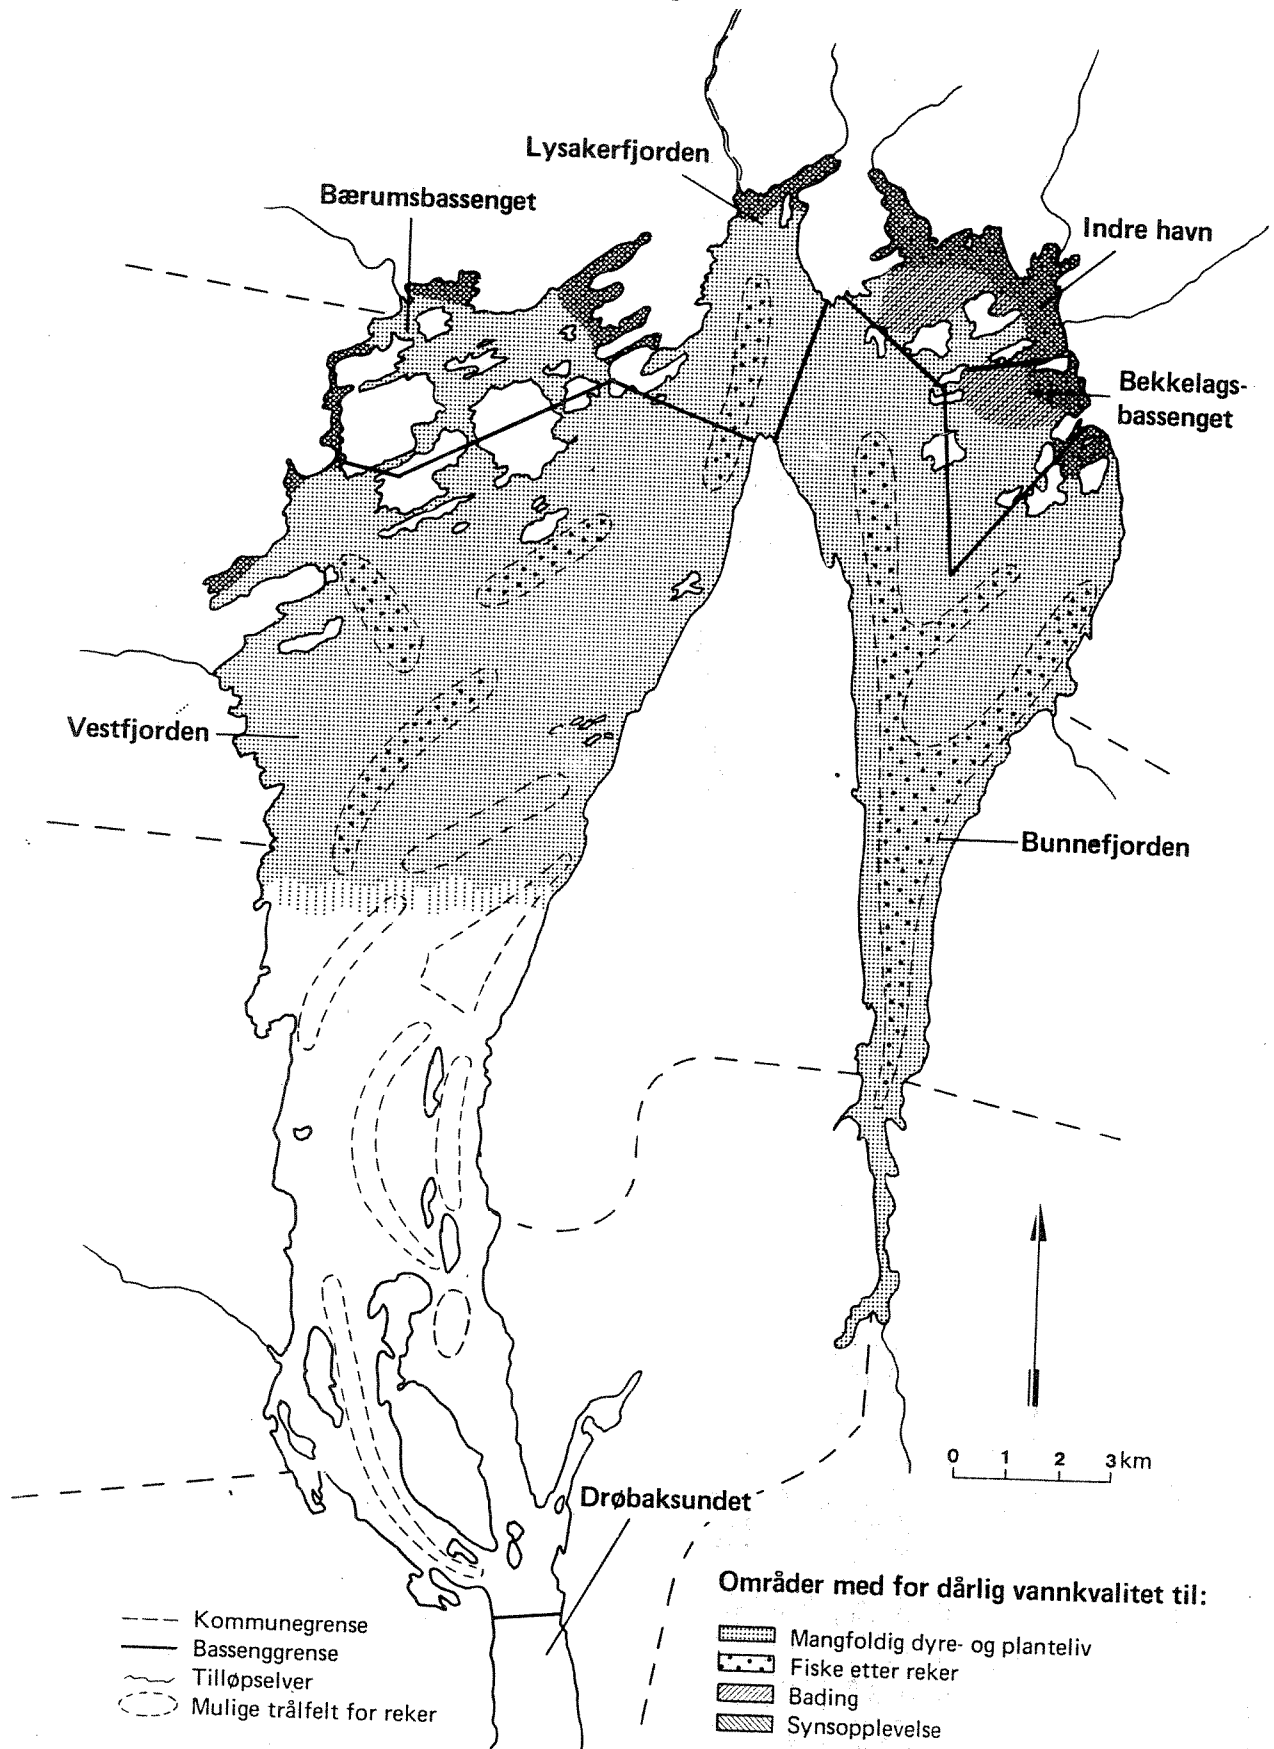 Lysakerfjorden
Bærumsbassenget
Indre havn
Bekkelags-
bassenget
Vestfjorden
Bunnefjorden
0 1 2 3 km
Drøbaksundet
Områder med for dårlig vannkvalitet til:
Mangfoldig dyre- og planteliv
Fiske etter reker
Bading
Synsopplevelse
Kommunegrense
Bassenggrense
Tilløpselver
Mulige trålfelt for reker